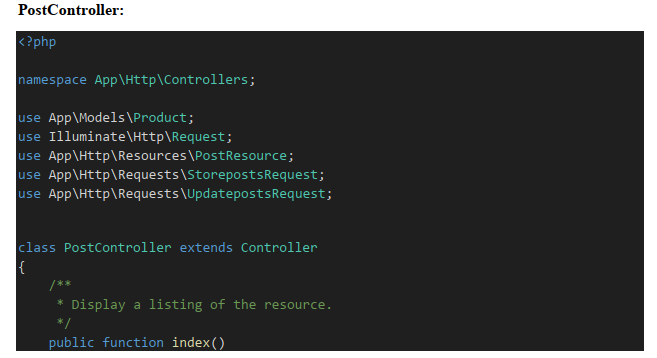 PostController:
<?php
namespace App\Http\Controllers;
use App\Models\Product;
use Illuminate\Http\Request;
use App\Http\Resources\PostResource;
use App\Http\Requests\StorepostsRequest;
use App\Http\Requests\UpdatepostsRequest;
class PostController extends Controller
{
    /**
     * Display a listing of the resource.
     */
    public function index()